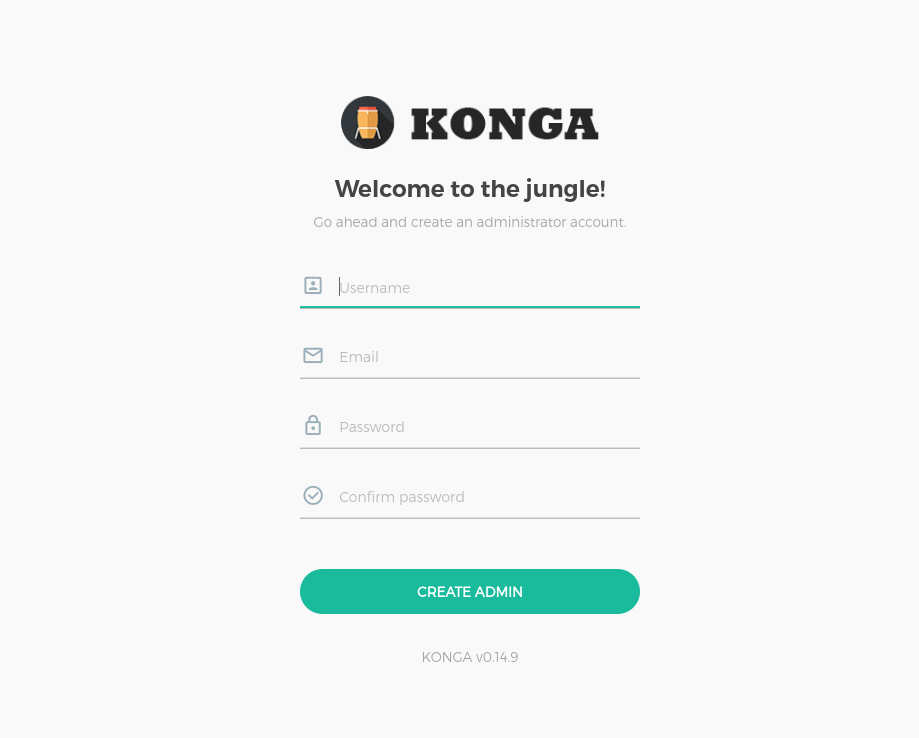 KONGA
Welcome to the jungle!
Go ahead and create an administrator account.
Username
Email
Password
Confirm password
CREATE ADMIN
KONGA v0.14.9